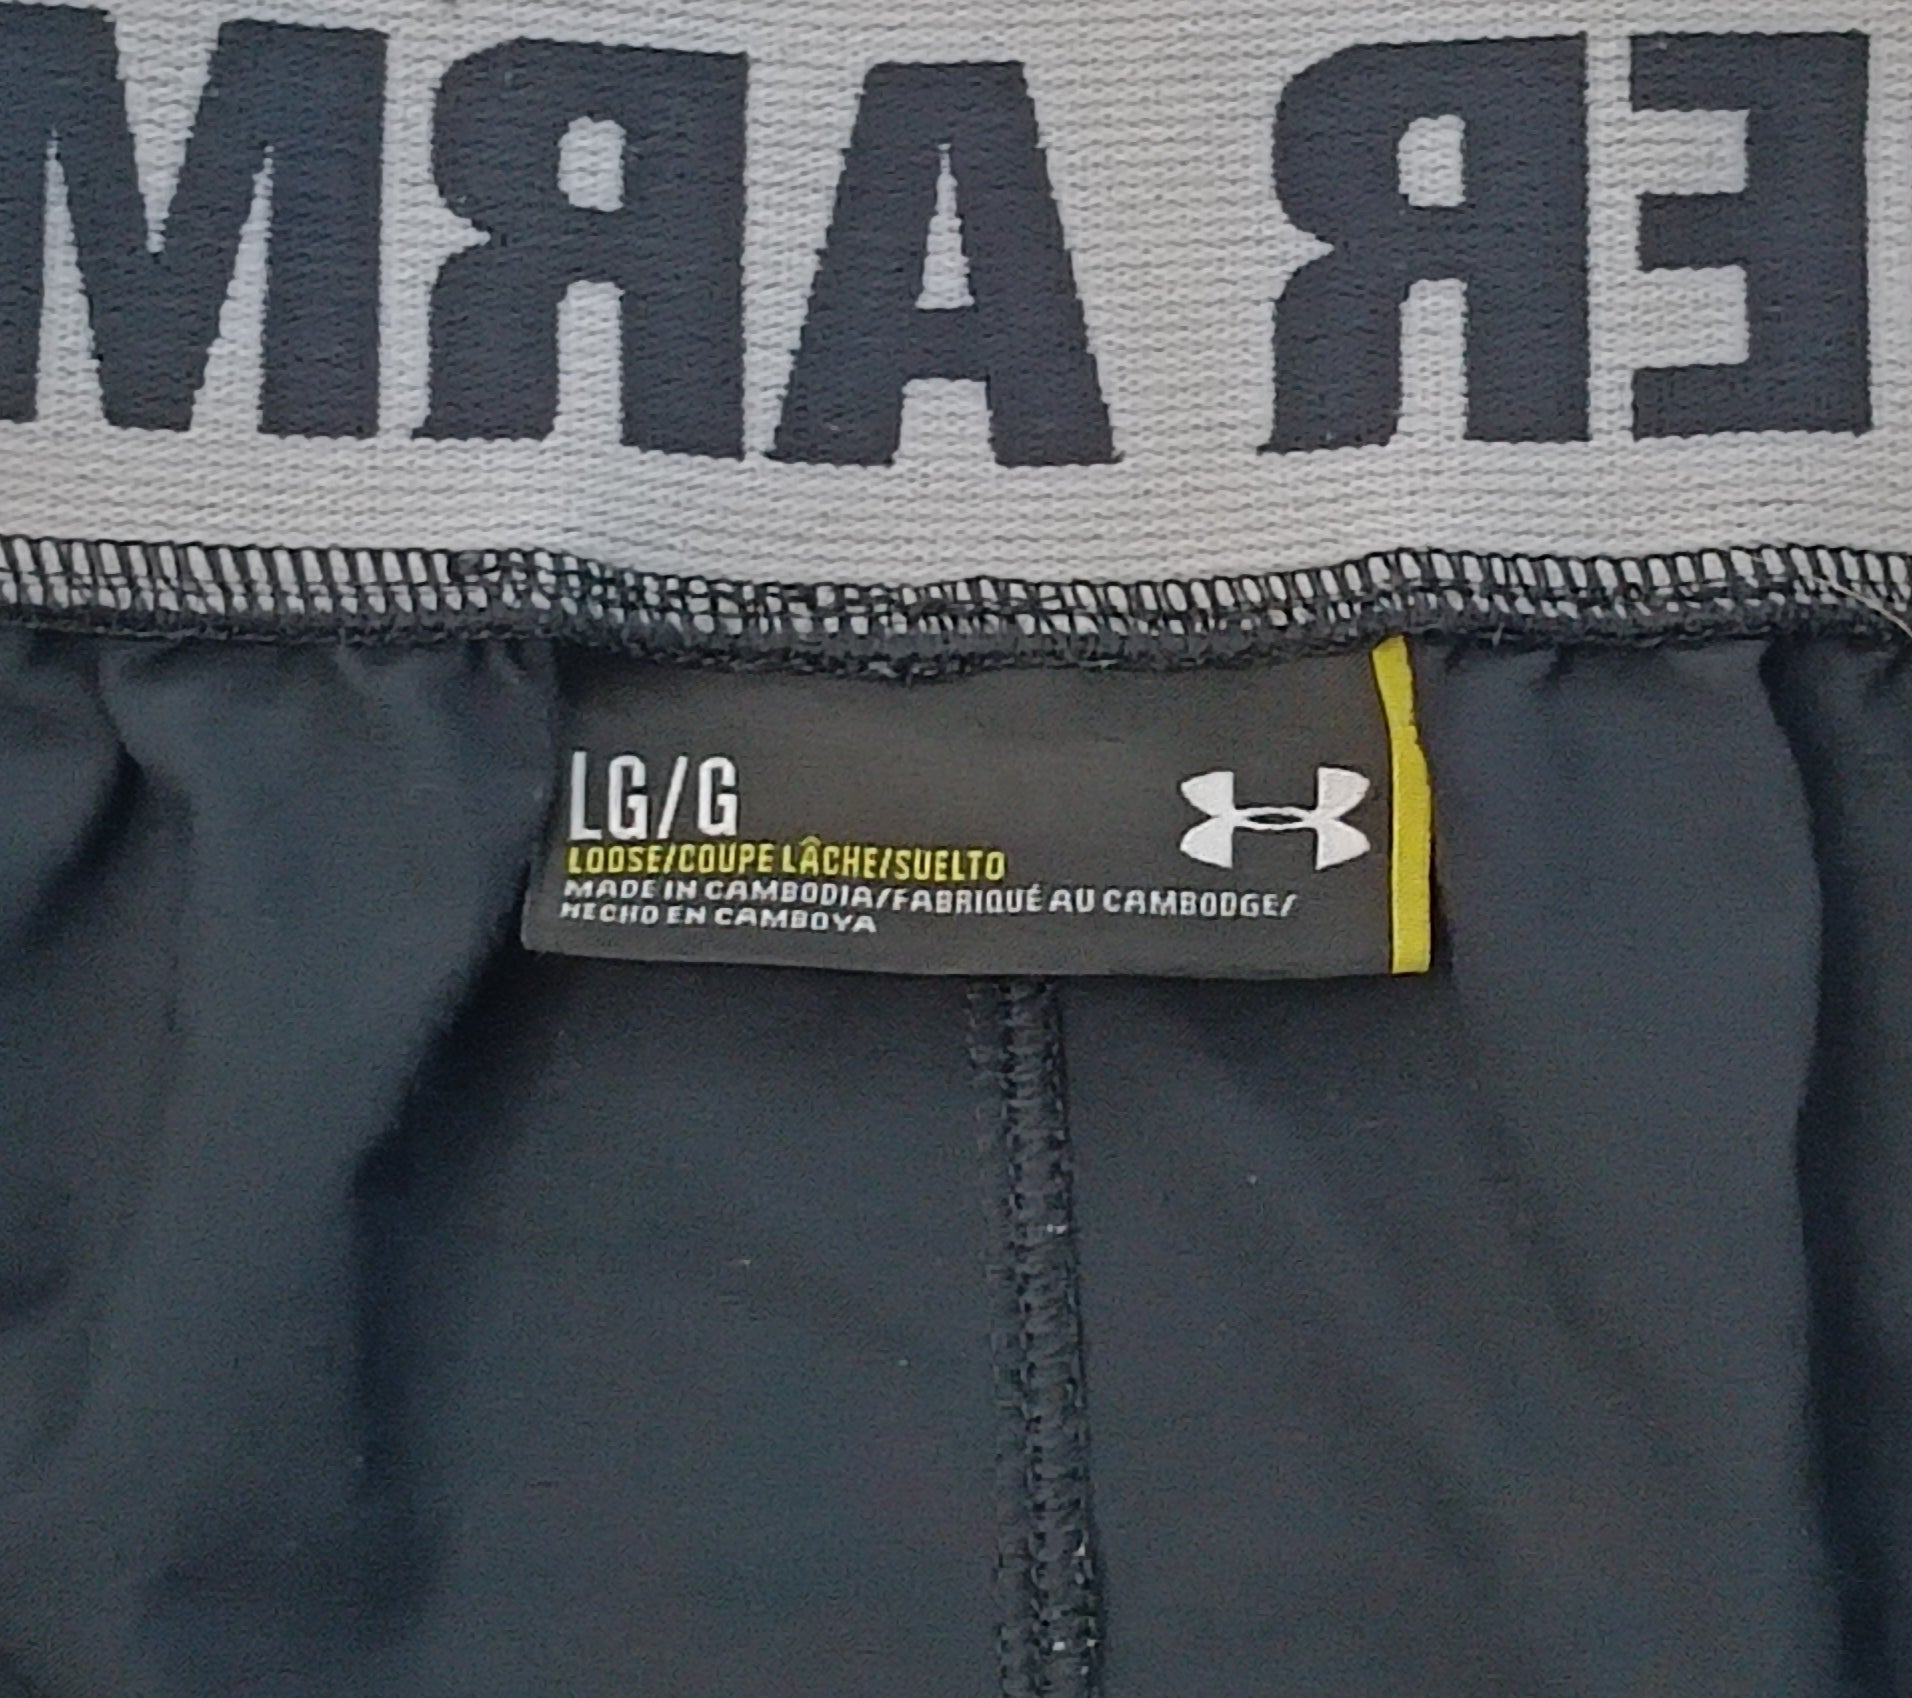 ER ARM
LG/G
LOOSE/COUPE LÂCHE/SUELTO
MADE IN CAMBODIA/FABRIQUÉ AU CAMBODGE/
HECHO EN CAMBOYA